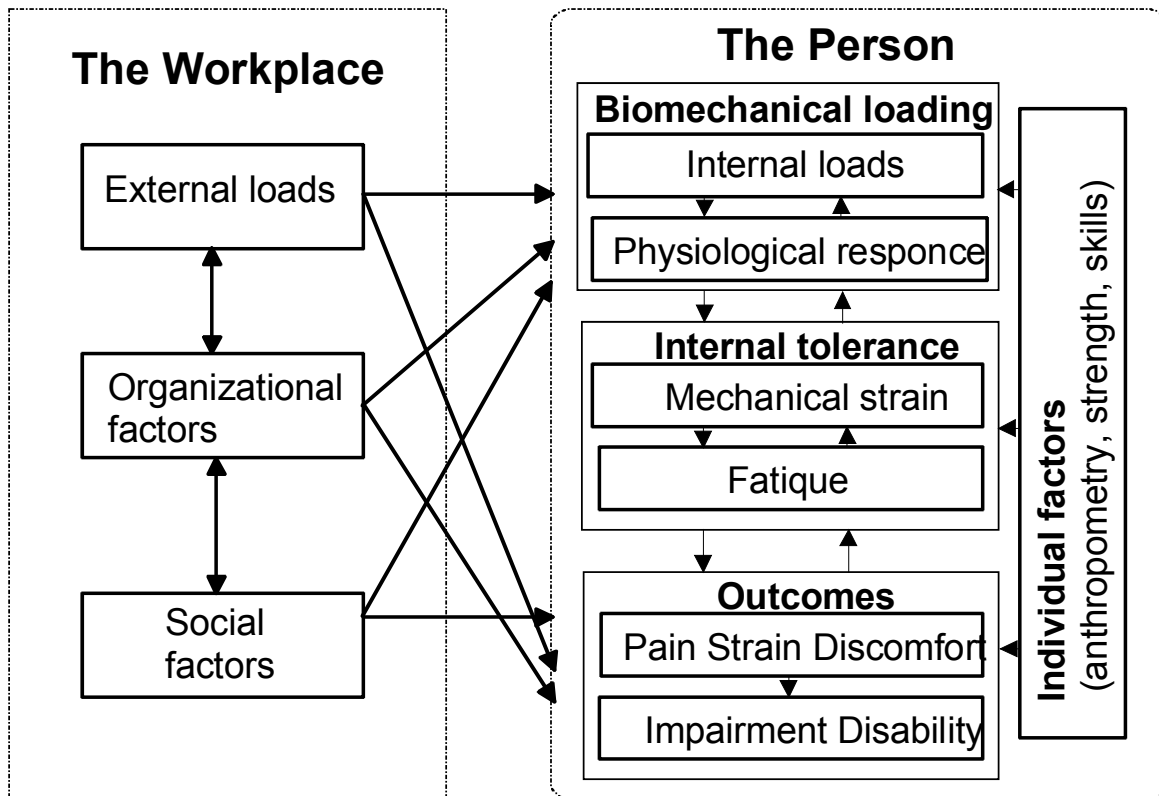 The Workplace
External loads
Organizational
factors
Social
factors
The Person
Biomechanical loading
Internal loads
Physiological responce
Internal tolerance
Mechanical strain
Fatique
Outcomes
Pain Strain Discomfort
Impairment Disability
Individual factors
(anthropometry, strength, skills)